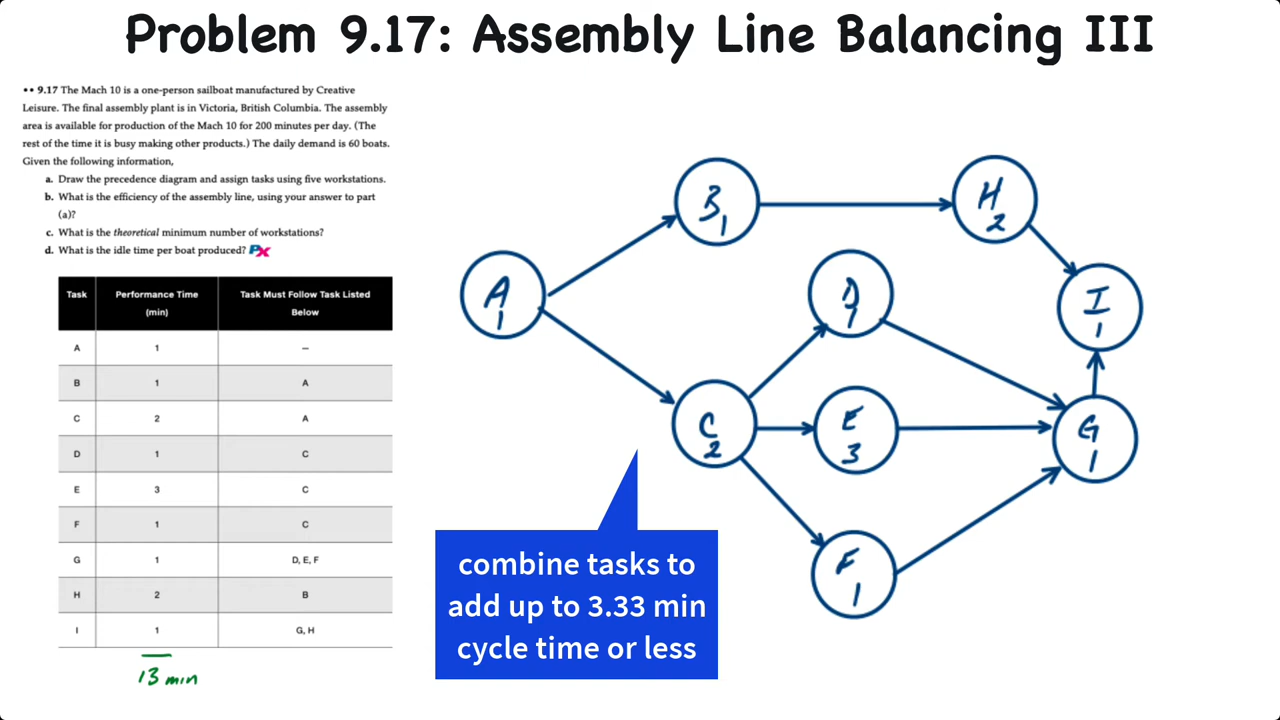 Problem 9.17: Assembly Line Balancing III
•• 9.17 The Mach 10 is a one-person sailboat manufactured by Creative
Leisure. The final assembly plant is in Victoria, British Columbia. The assembly
area is available for production of the Mach 10 for 200 minutes per day. (The
rest of the time it is busy making other products.) The daily demand is 60 boats.
Given the following information,
a. Draw the precedence diagram and assign tasks using five workstations.
b. What is the efficiency of the assembly line, using your answer to part
(a)?
c. What is the theoretical minimum number of workstations?
d. What is the idle time per boat produced? PX
Task Performance Time Task Must Follow Task Listed
(min) Below
A 1 –
B 1 A
C 2 A
D 1 C
E 3 C
F 1 C
G 1 D, E, F
H 2 B
I 1 G, H
13 min
A
1
B
1
C
2
D
1
E
3
F
1
H
2
I
1
G
1
combine tasks to
add up to 3.33 min
cycle time or less